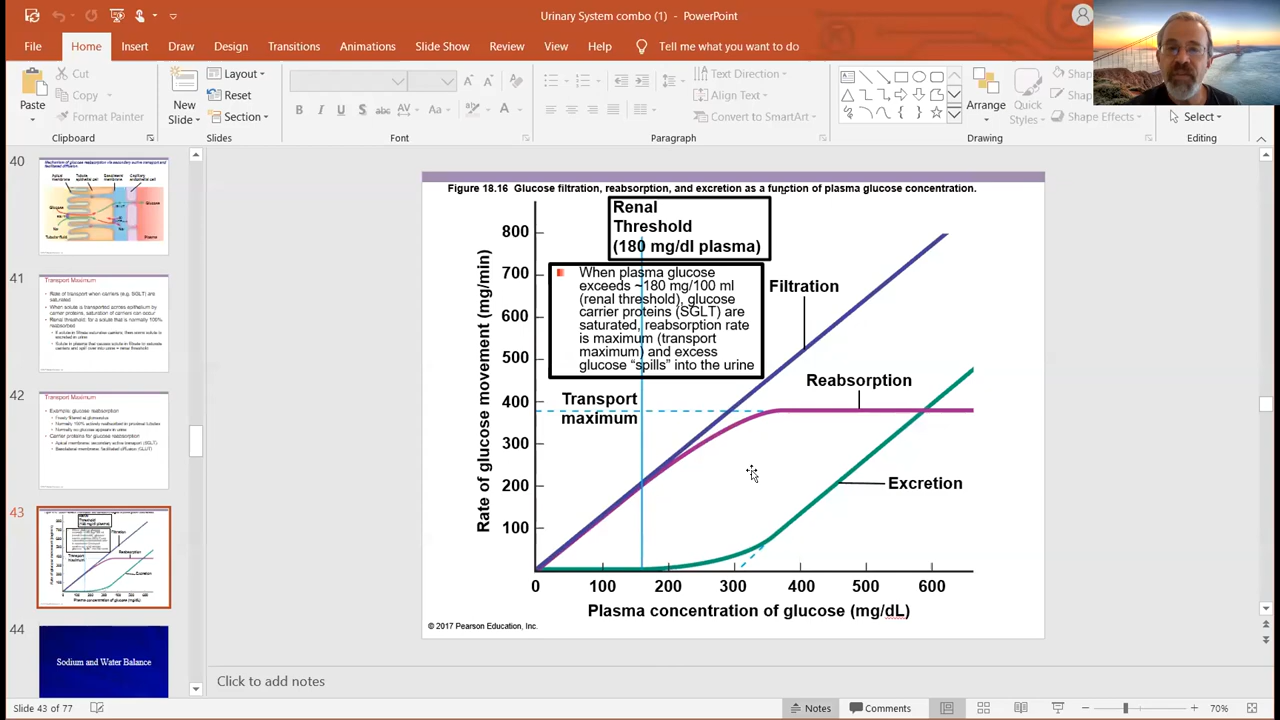 Urinary System combo (1) - PowerPoint
File Home Insert Draw Design Transitions Animations Slide Show Review View Help Tell me what you want to do
Paste
Cut
Copy
Format Painter
Clipboard
New
Slide
Layout
Reset
Section
Slides
B I U S abc AV Aa A
Font
Text Direction
Align Text
Convert to SmartArt
Paragraph
Arrange
Quick
Styles
Shap
Shap
Shape Effects
Drawing
Select
Editing
40
41
Transport Maximum
42
Transport Maximum
Example: glucose reabsorption
43
44
Sodium and Water Balance
Figure 18.16 Glucose filtration, reabsorption, and excretion as a function of plasma glucose concentration.
Renal
Threshold
(180 mg/dl plasma)
When plasma glucose
exceeds ~180 mg/100 ml
(renal threshold), glucose
carrier proteins (SGLT) are
saturated, reabsorption rate
is maximum (transport
maximum) and excess
glucose “spills” into the urine
Transport
maximum
Filtration
Reabsorption
Excretion
Rate of glucose movement (mg/min)
800
700
600
500
400
300
200
100
0 100 200 300 400 500 600
Plasma concentration of glucose (mg/dL)
© 2017 Pearson Education, Inc.
Click to add notes
Slide 43 of 77
Notes Comments 70%